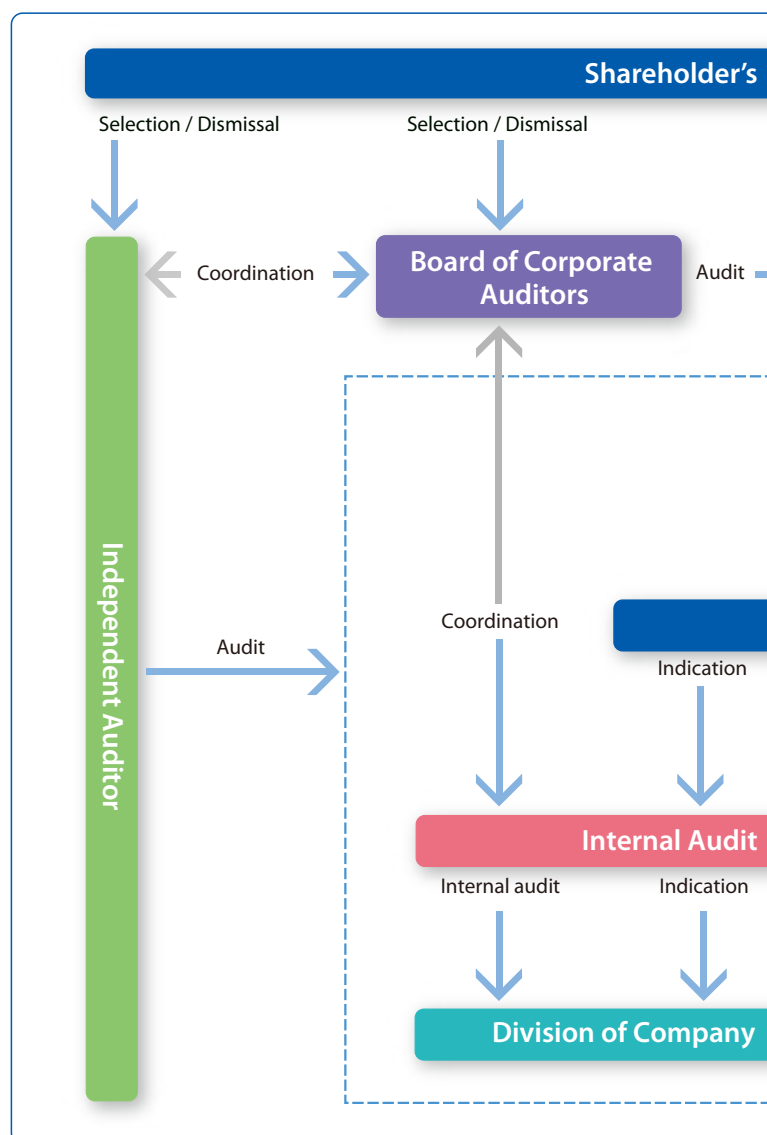 Shareholder's
Selection / Dismissal
Selection / Dismissal
Coordination
Board of Corporate
Auditors
Audit
Independent Auditor
Audit
Coordination
Indication
Internal Audit
Internal audit
Indication
Division of Company